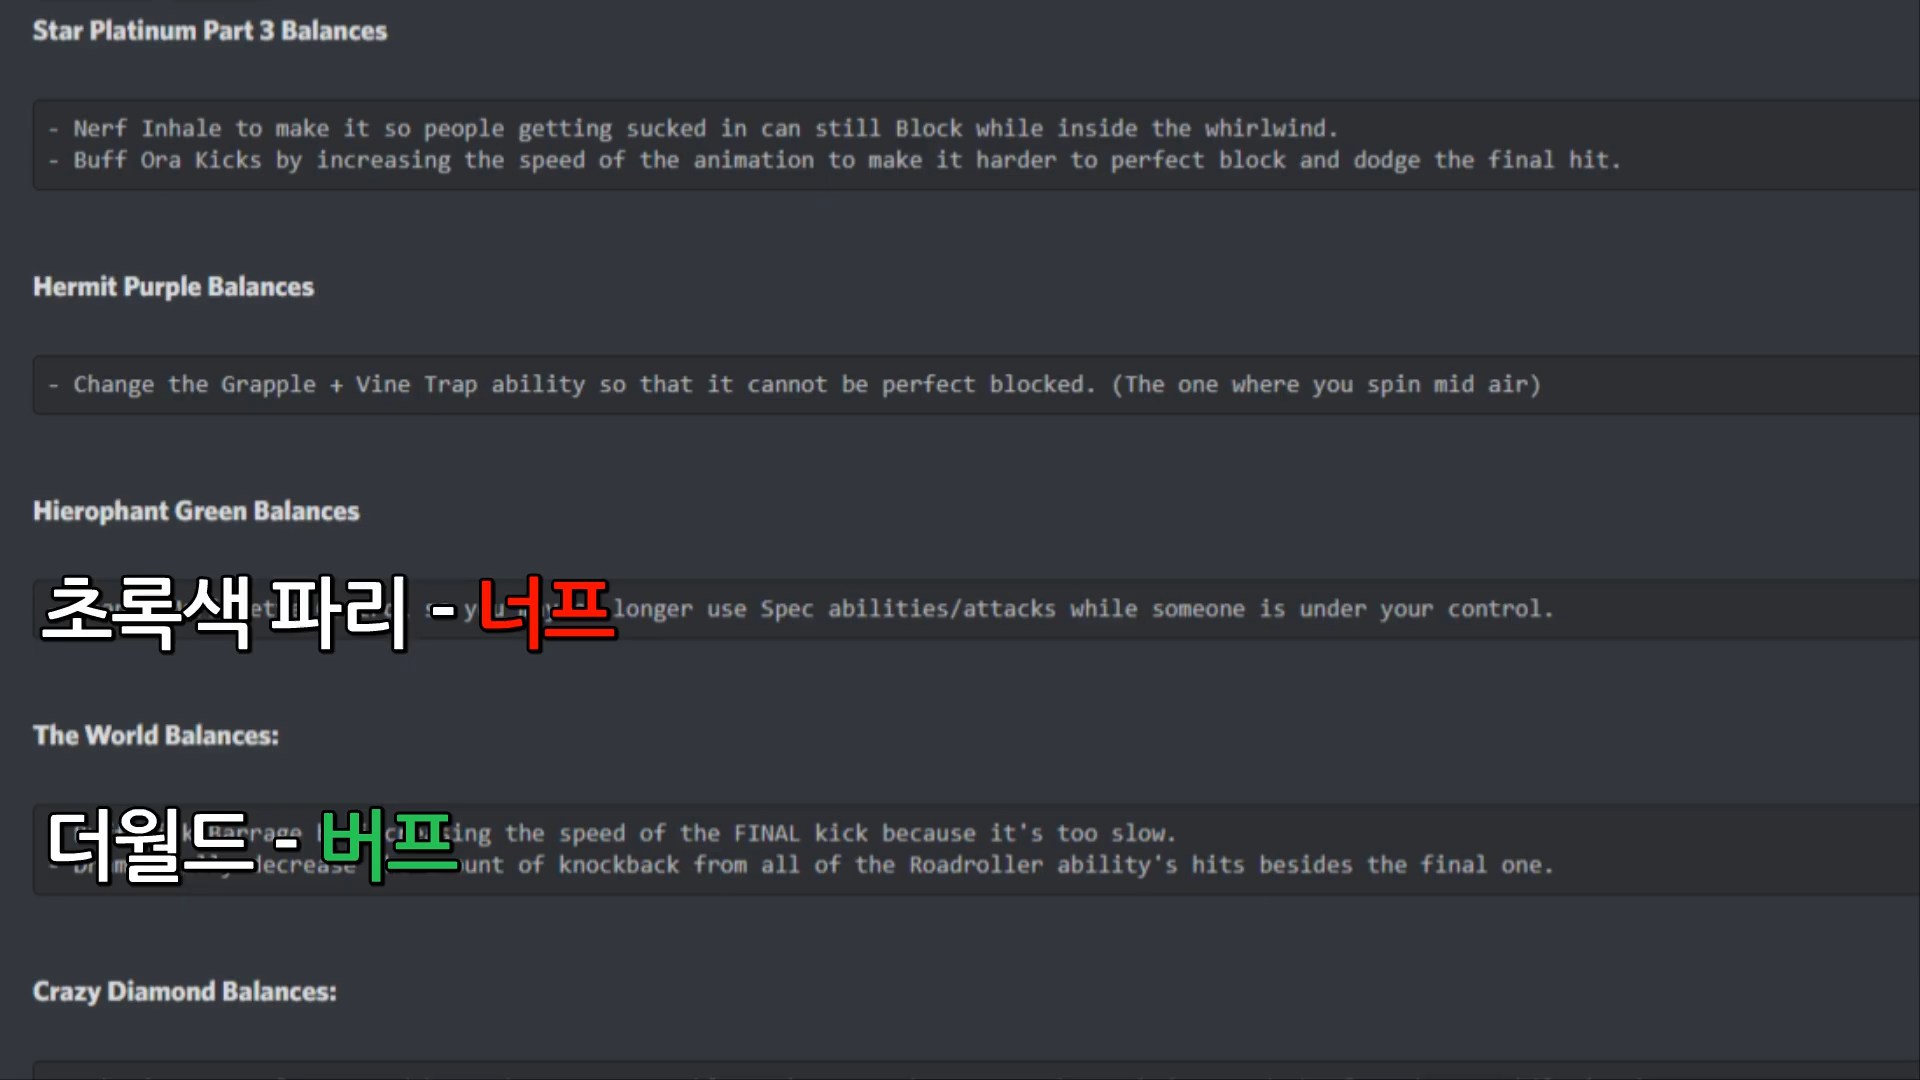 Star Platinum Part 3 Balances
- Nerf Inhale to make it so people getting sucked in can still Block while inside the whirlwind.
- Buff Ora Kicks by increasing the speed of the animation to make it harder to perfect block and dodge the final hit.
Hermit Purple Balances
- Change the Grapple + Vine Trap ability so that it cannot be perfect blocked. (The one where you spin mid air)
Hierophant Green Balances
초록색 파리 - 너프
longer use Spec abilities/attacks while someone is under your control.
The World Balances:
더월드 - 버프
Barrage the speed of the FINAL kick because it's too slow.
decrease of knockback from all of the Roadroller ability's hits besides the final one.
Crazy Diamond Balances: